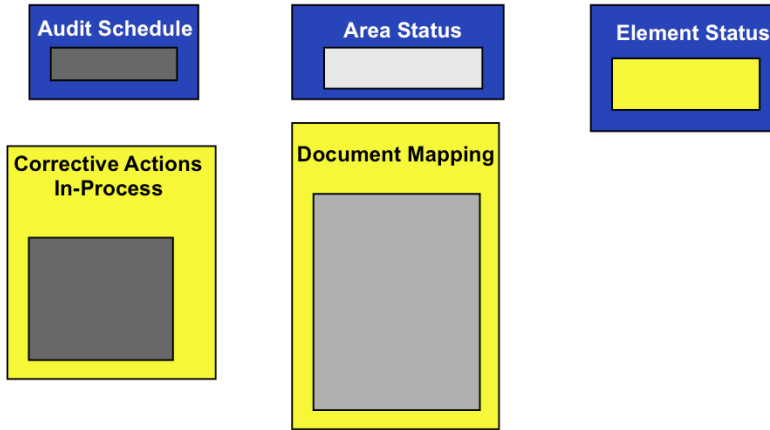 Audit Schedule
Area Status
Element Status
Corrective Actions
In-Process
Document Mapping